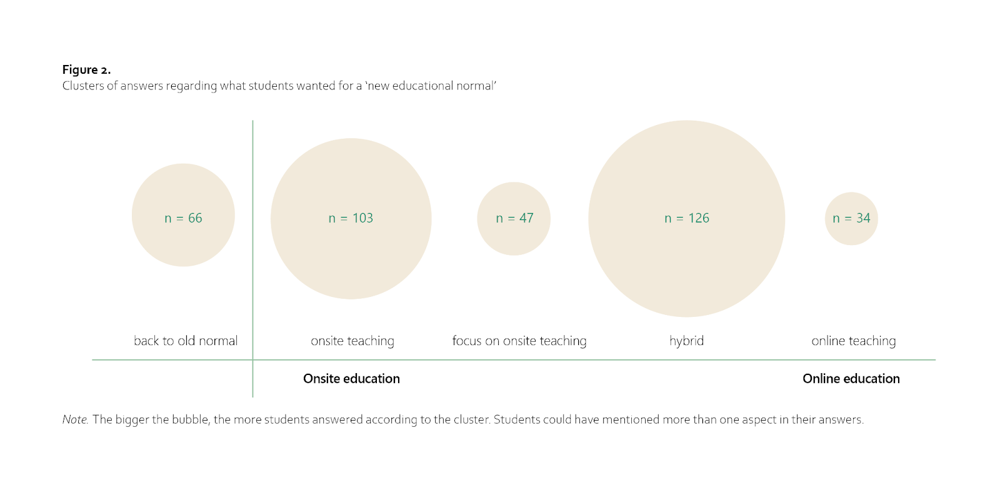 Figure 2.
Clusters of answers regarding what students wanted for a ‘new educational normal’
n = 66
n = 103
n = 47
n = 126
n = 34
back to old normal
onsite teaching
focus on onsite teaching
hybrid
online teaching
Onsite education
Online education
Note. The bigger the bubble, the more students answered according to the cluster. Students could have mentioned more than one aspect in their answers.